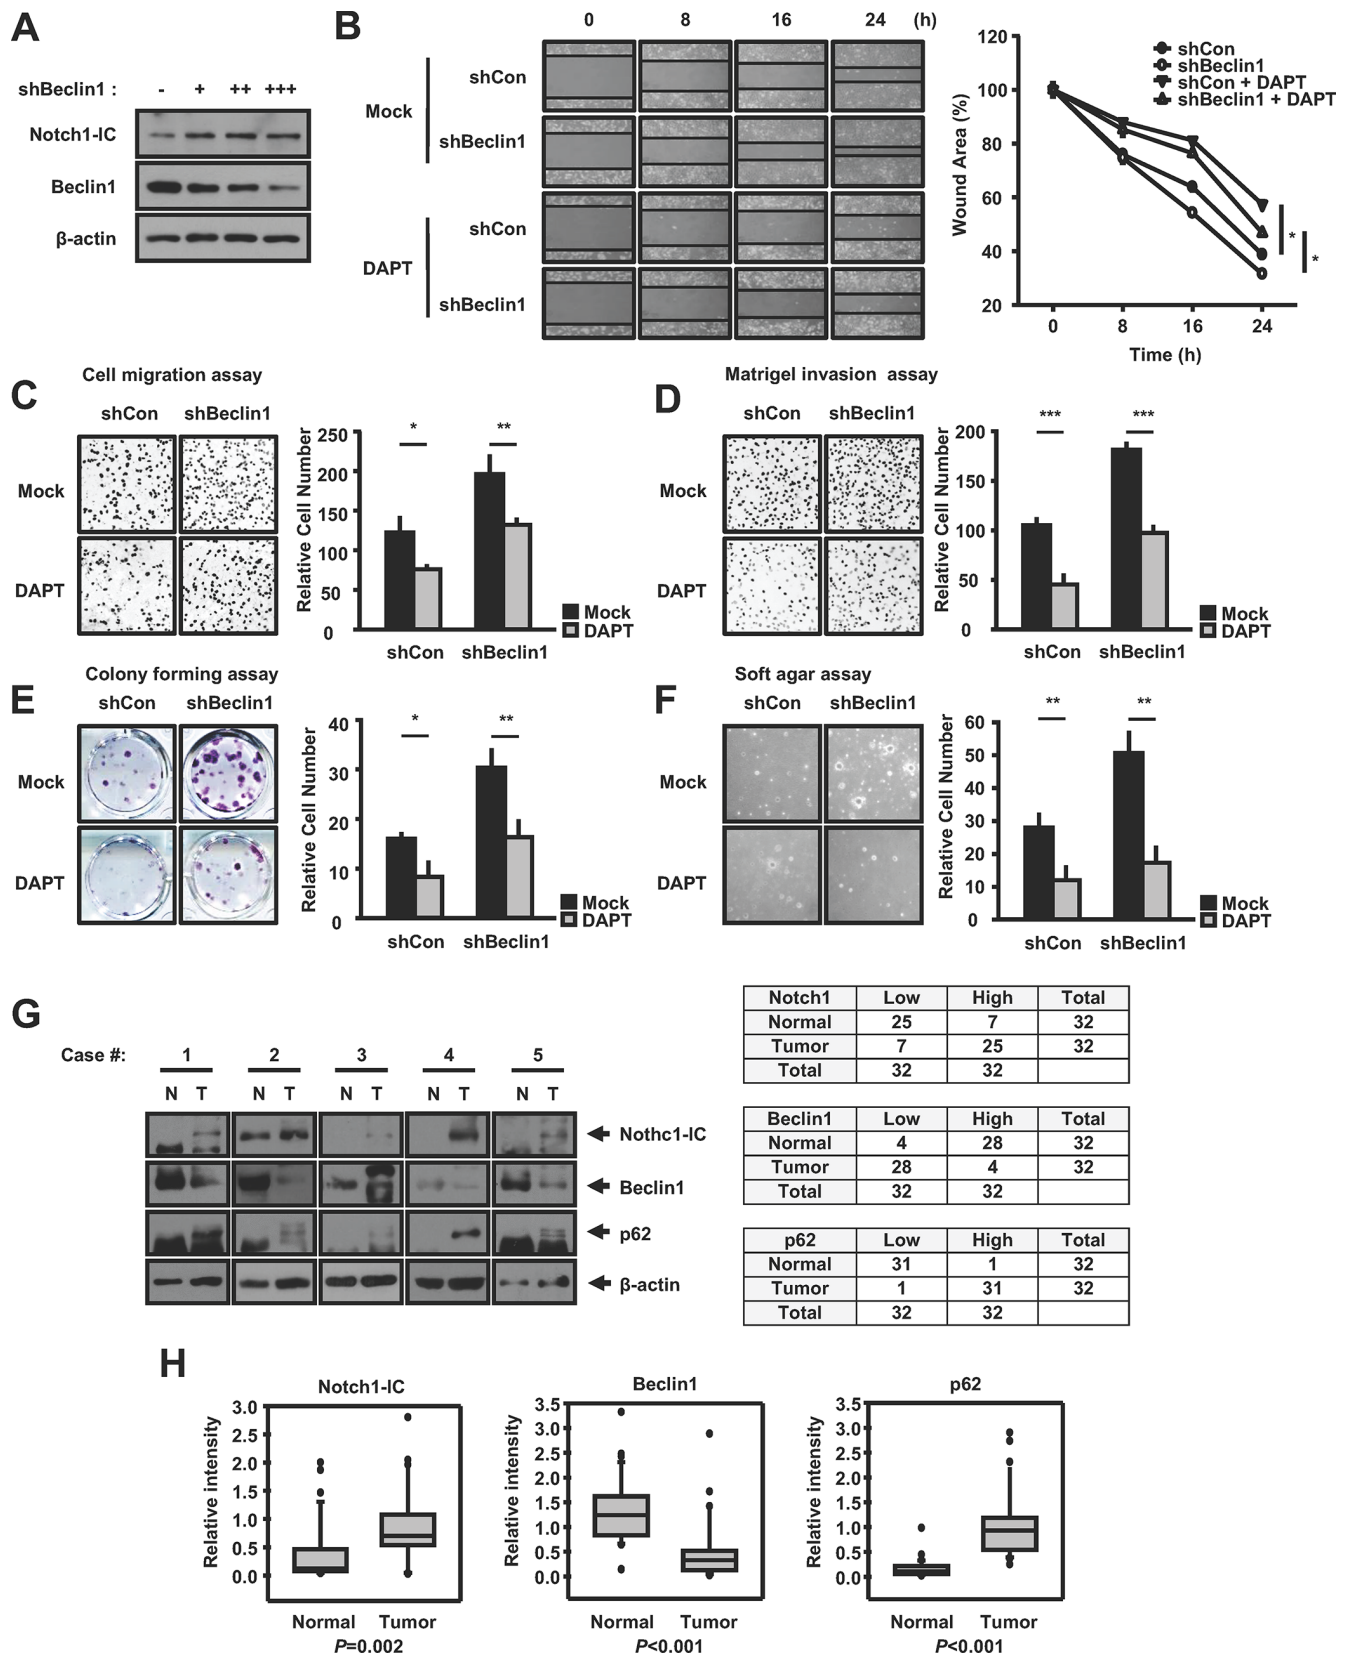 A
shBeclin1 : - + ++ +++
Notch1-IC
Beclin1
β-actin
B
0 8 16 24 (h)
Mock
shCon
shBeclin1
DAPT
shCon
shBeclin1
120
100
80
60
40
20
Wound Area (%)
0 8 16 24
Time (h)
shCon
shBeclin1
shCon + DAPT
shBeclin1 + DAPT
*
*
C
Cell migration assay
shCon shBeclin1
Mock
DAPT
Relative Cell Number
250
200
150
100
50
0
* **
shCon shBeclin1
Mock
DAPT
D
Matrigel invasion assay
shCon shBeclin1
Mock
DAPT
Relative Cell Number
200
150
100
50
0
*** ***
shCon shBeclin1
Mock
DAPT
E
Colony forming assay
shCon shBeclin1
Mock
DAPT
Relative Cell Number
40
30
20
10
0
* **
shCon shBeclin1
Mock
DAPT
F
Soft agar assay
shCon shBeclin1
Mock
DAPT
Relative Cell Number
60
50
40
30
20
10
0
** **
shCon shBeclin1
Mock
DAPT
G
Case #: 1 2 3 4 5
N T N T N T N T N T
Nothc1-IC
Beclin1
p62
β-actin
Notch1 Low High Total
Normal 25 7 32
Tumor 7 25 32
Total 32 32
Beclin1 Low High Total
Normal 4 28 32
Tumor 28 4 32
Total 32 32
p62 Low High Total
Normal 31 1 32
Tumor 1 31 32
Total 32 32
H
Notch1-IC
Relative intensity
3.0
2.5
2.0
1.5
1.0
0.5
0.0
Normal Tumor
P=0.002
Beclin1
Relative intensity
3.5
3.0
2.5
2.0
1.5
1.0
0.5
0.0
Normal Tumor
P<0.001
p62
Relative intensity
3.5
3.0
2.5
2.0
1.5
1.0
0.5
0.0
Normal Tumor
P<0.001